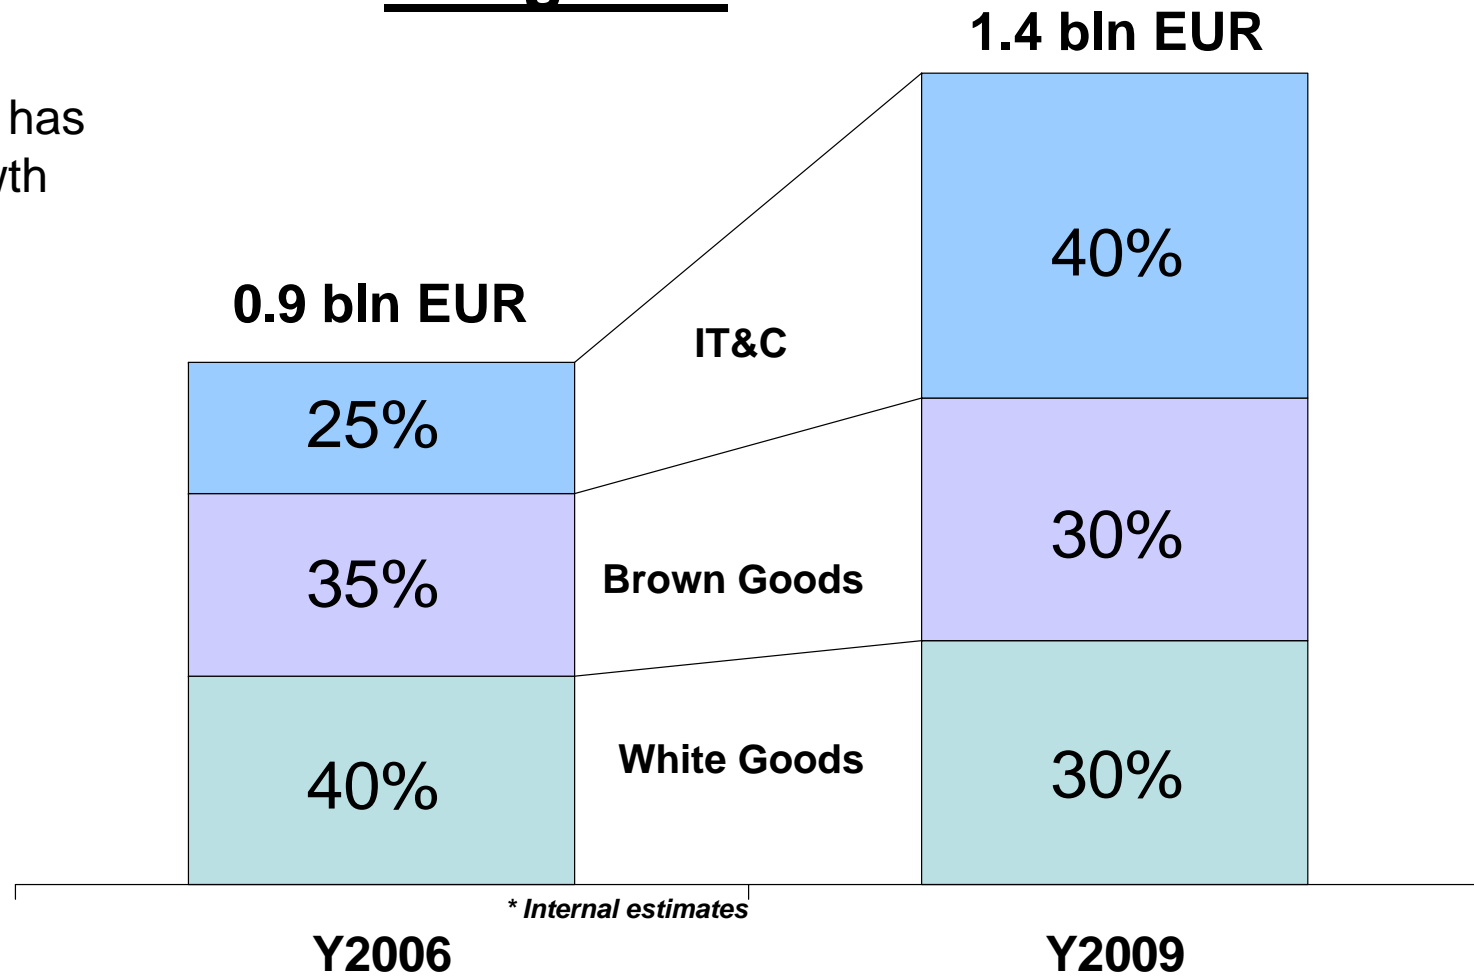 1.4 bln EUR
has
0.9 bln EUR
40%
IT&C
25%
30%
35%
Brown Goods
White Goods
30%
40%
* Internal estimates
Y2006
Y2009